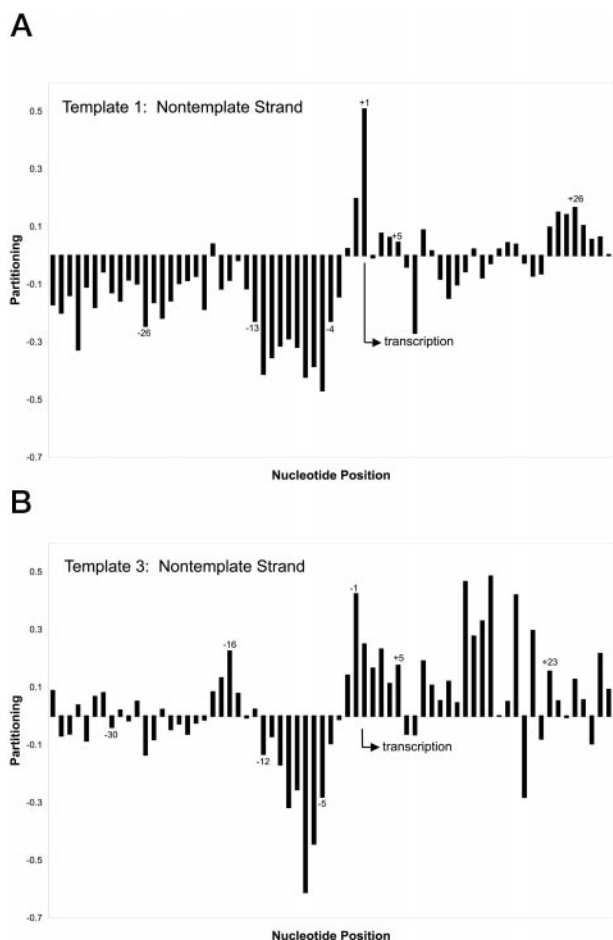 A
Template 1: Nontemplate Strand
+1
0.5
0.3
+26
0.1
+5
Partitioning
-0.1
-26
-13
-4
-0.3
transcription
-0.5
-0.7
Nucleotide Position
B
Template 3: Nontemplate Strand
0.5
-1
0.3
-16
+5
+23
0.1
Partitioning
-30
-0.1
-12
transcription
-5
-0.3
-0.5
-0.7
Nucleotide Position